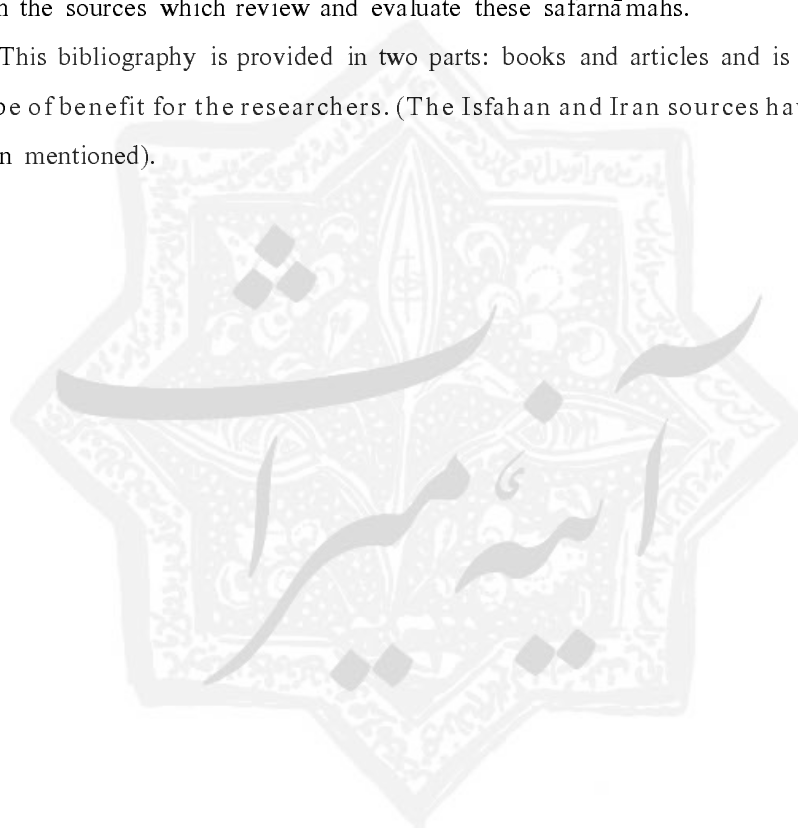 n the sources which review and evaluate these safarnāmahs.
This bibliography is provided in two parts: books and articles and is
be of benefit for the researchers. (The Isfahan and Iran sources ha
n mentioned).
آینۀ میراث